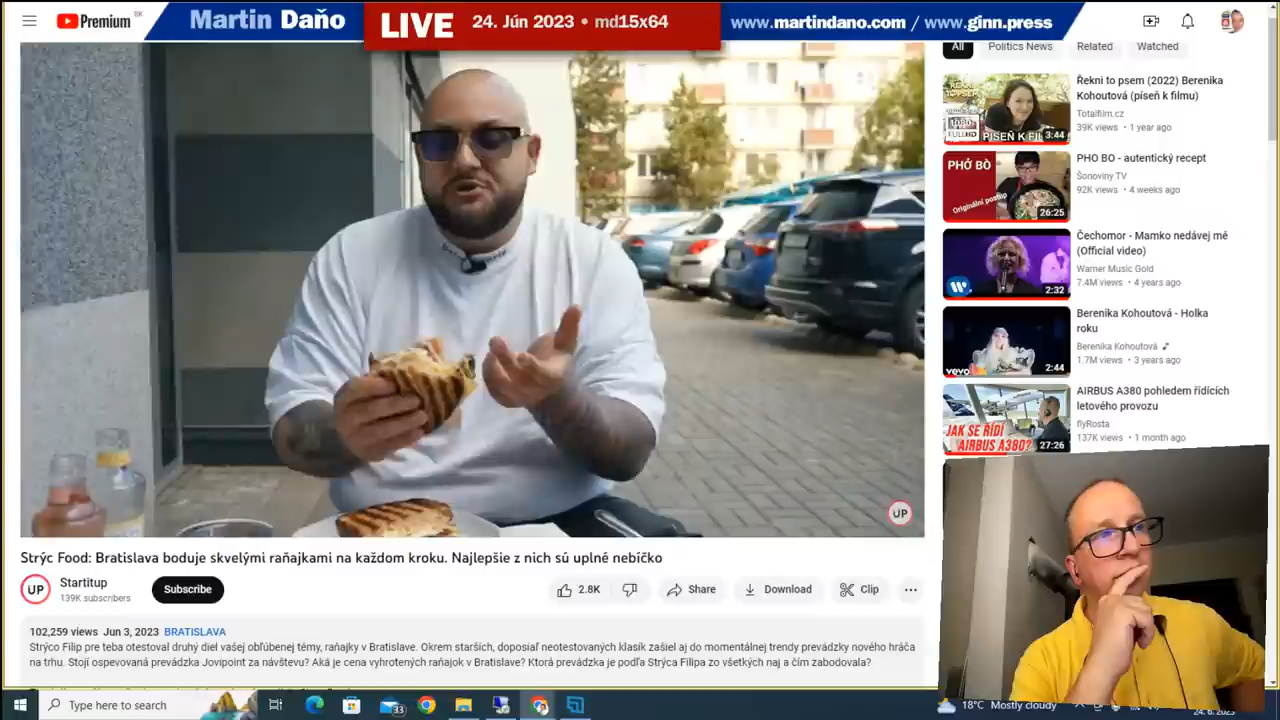 Premium SK
Martin Daňo
LIVE
24. Jún 2023 • md15x64
www.martindano.com / www.ginn.press
All
Politics News
Related
Watched
Řekni to psem (2022) Berenika
Kohoutová (píseň k filmu)
Totalfilm.cz
39K views • 1 year ago
PÍSEŇ K FIL
3:44
PHO BO - autentický recept
Šonoviny TV
92K views • 4 weeks ago
PHỞ BÒ
Originální postup
26:25
Čechomor - Mamko nedávej mě
(Official video)
Warner Music Gold
7.4M views • 4 years ago
2:32
Berenika Kohoutová - Holka
roku
Berenika Kohoutová
1.7M views • 3 years ago
vevo
2:44
AIRBUS A380 pohledem řídících
letového provozu
flyRosta
137K views • 1 month ago
JAK SE ŘÍDÍ
AIRBUS A380?
27:26
UP
Strýc Food: Bratislava boduje skvelými raňajkami na každom kroku. Najlepšie z nich sú uplné nebíčko
UP
Startitup
139K subscribers
Subscribe
2.8K
Share
Download
Clip
102,259 views Jun 3, 2023 BRATISLAVA
Strýco Filip pre teba otestoval druhý diel vašej obľúbenej témy, raňajky v Bratislave. Okrem starších, doposiaľ neotestovaných klasík zašiel aj do momentálnej trendy prevádzky nového hráča
na trhu. Stojí ospevovaná prevádzka Jovipoint za návštevu? Aká je cena vyhrotených raňajok v Bratislave? Ktorá prevádzka je podľa Strýca Filipa zo všetkých naj a čím zabodovala?
Type here to search
33
18°C Mostly cloudy
24. 6. 2023